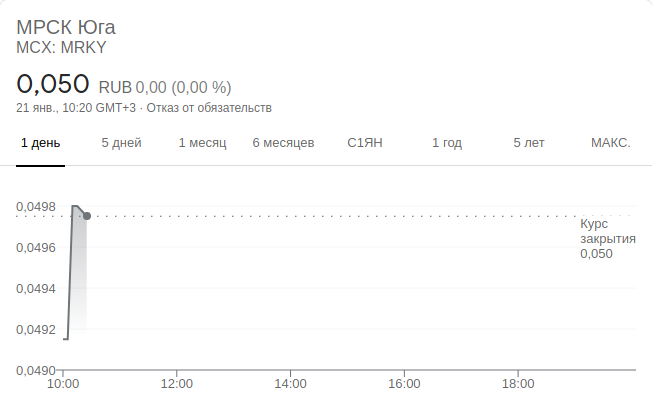 МРСК Юга
MCX: MRKY
0,050 RUB 0,00 (0,00 %)
21 янв., 10:20 GMT+3 · Отказ от обязательств
1 день 5 дней 1 месяц 6 месяцев С1ЯН 1 год 5 лет МАКС.
0,0498
Курс
закрытия
0,050
0,0496
0,0494
0,0492
0,0490
10:00 12:00 14:00 16:00 18:00